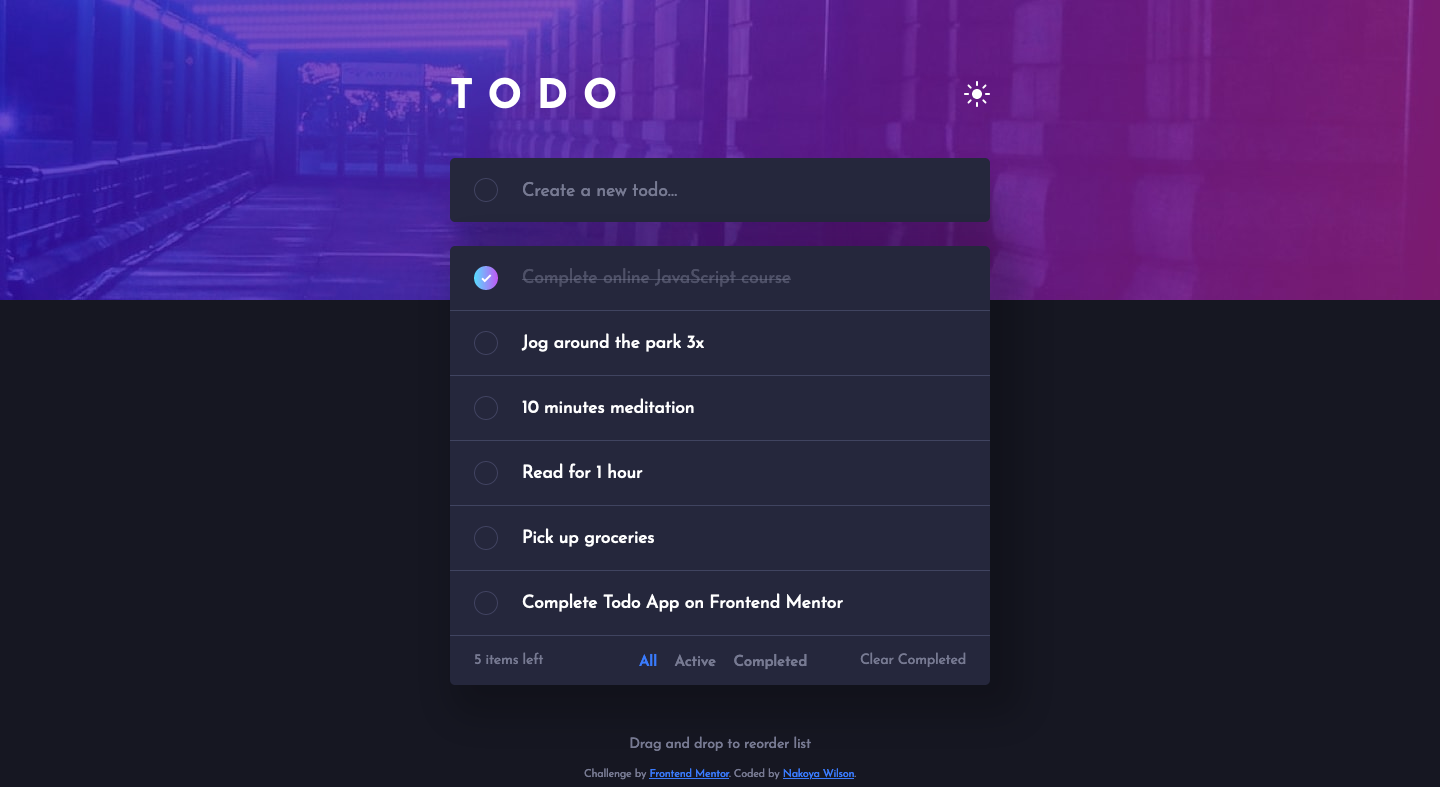 TODO
Create a new todo...
Complete online JavaScript course
Jog around the park 3x
10 minutes meditation
Read for 1 hour
Pick up groceries
Complete Todo App on Frontend Mentor
5 items left All Active Completed Clear Completed
Drag and drop to reorder list
Challenge by Frontend Mentor. Coded by Nakoya Wilson.